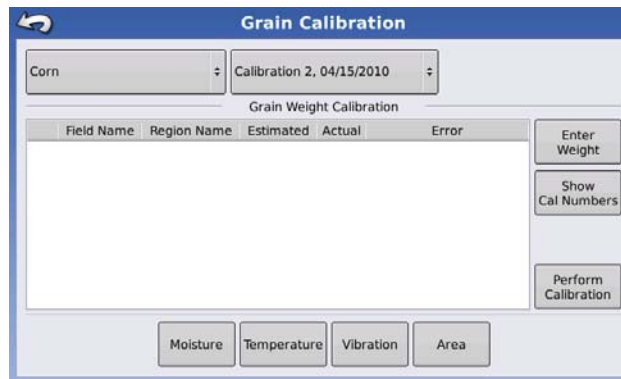 Grain Calibration
Corn
Calibration 2, 04/15/2010
Grain Weight Calibration
Field Name Region Name Estimated Actual Error
Enter
Weight
Show
Cal Numbers
Perform
Calibration
Moisture Temperature Vibration Area